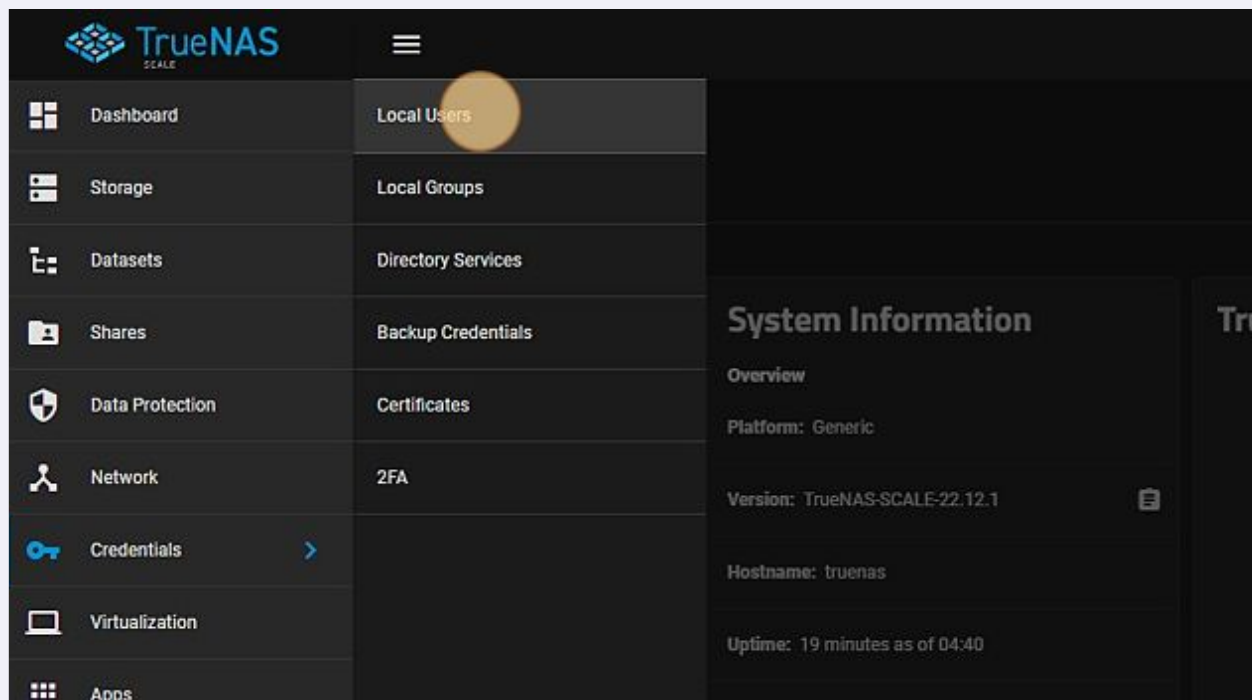 TrueNAS
SCALE
Dashboard
Storage
Datasets
Shares
Data Protection
Network
Credentials
Virtualization
Apps
Local Users
Local Groups
Directory Services
Backup Credentials
Certificates
2FA
System Information
Overview
Platform: Generic
Version: TrueNAS-SCALE-22.12.1
Hostname: truenas
Uptime: 19 minutes as of 04:40
Tr